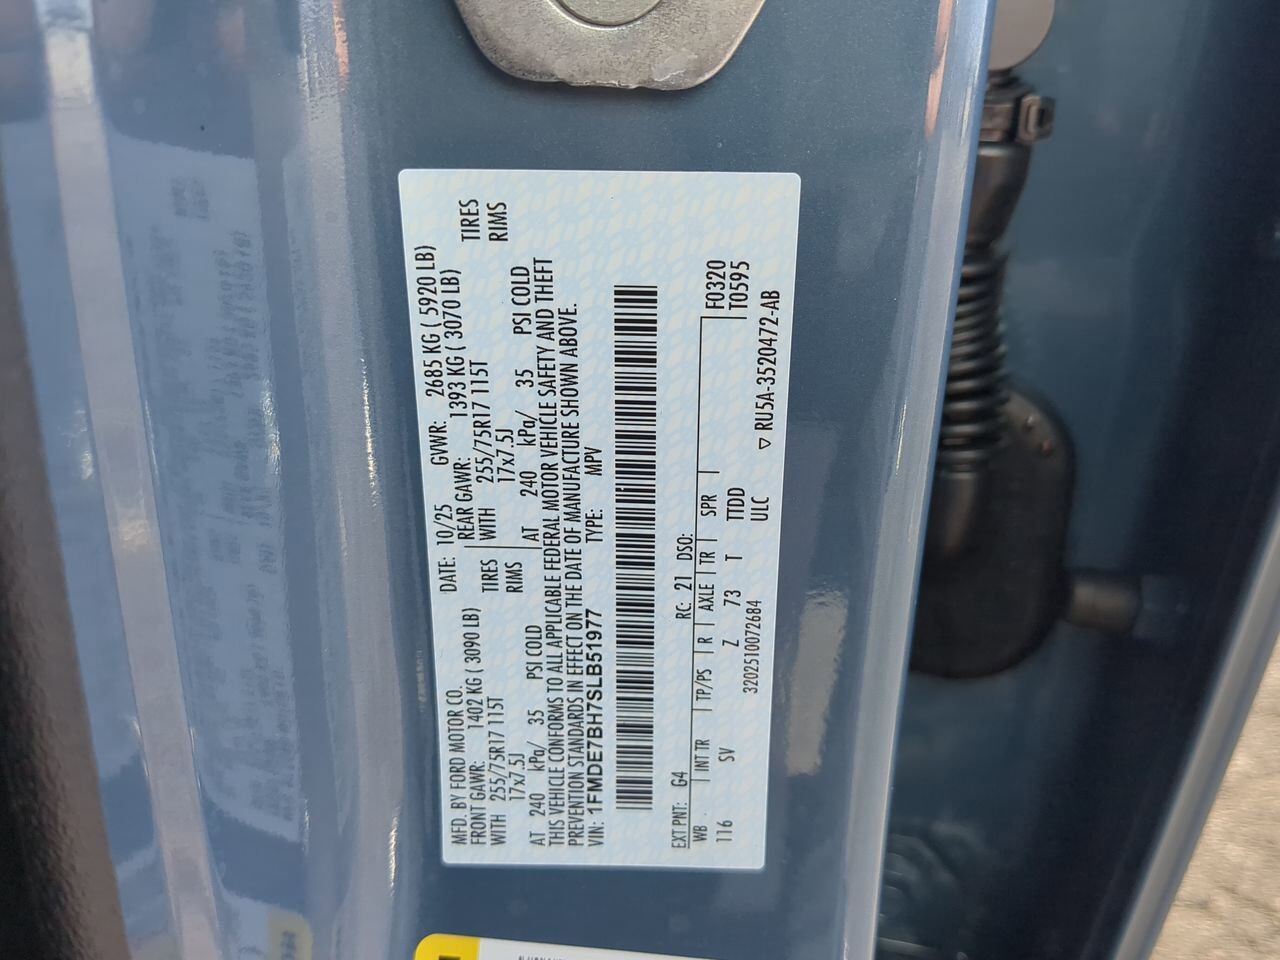 MFD. BY FORD MOTOR CO.
DATE: 10/25 GVWR: 2685 KG ( 5920 LB)
FRONT GAWR: 1402 KG ( 3090 LB)
REAR GAWR: 1393 KG ( 3070 LB)
WITH 255/75R17 115T TIRES
WITH 255/75R17 115T TIRES
17x7.5J RIMS
17x7.5J RIMS
AT 240 kPa/ 35 PSI COLD
AT 240 kPa/ 35 PSI COLD
THIS VEHICLE CONFORMS TO ALL APPLICABLE FEDERAL MOTOR VEHICLE SAFETY AND THEFT
PREVENTION STANDARDS IN EFFECT ON THE DATE OF MANUFACTURE SHOWN ABOVE.
VIN: 1FMDE7BH7SLB51977 TYPE: MPV
EXT PNT: G4 RC: 21 DSO:
WB INT TR TP/PS R AXLE TR SPR F0320
116 SV Z 73 T TTDD T0595
3202510072684 ULC
▽ RU5A-3520472-AB